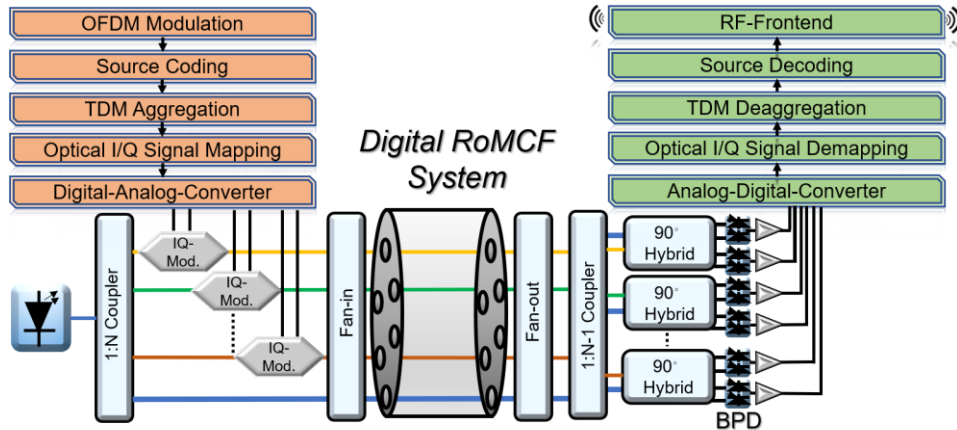 OFDM Modulation
Source Coding
TDM Aggregation
Optical I/Q Signal Mapping
Digital-Analog-Converter
Digital RoMCF
System
RF-Frontend
Source Decoding
TDM Deaggregation
Optical I/Q Signal Demapping
Analog-Digital-Converter
1:N Coupler
IQ-
Mod.
IQ-
Mod.
IQ-
Mod.
Fan-in
Fan-out
1:N-1 Coupler
90°
Hybrid
90°
Hybrid
90°
Hybrid
BPD